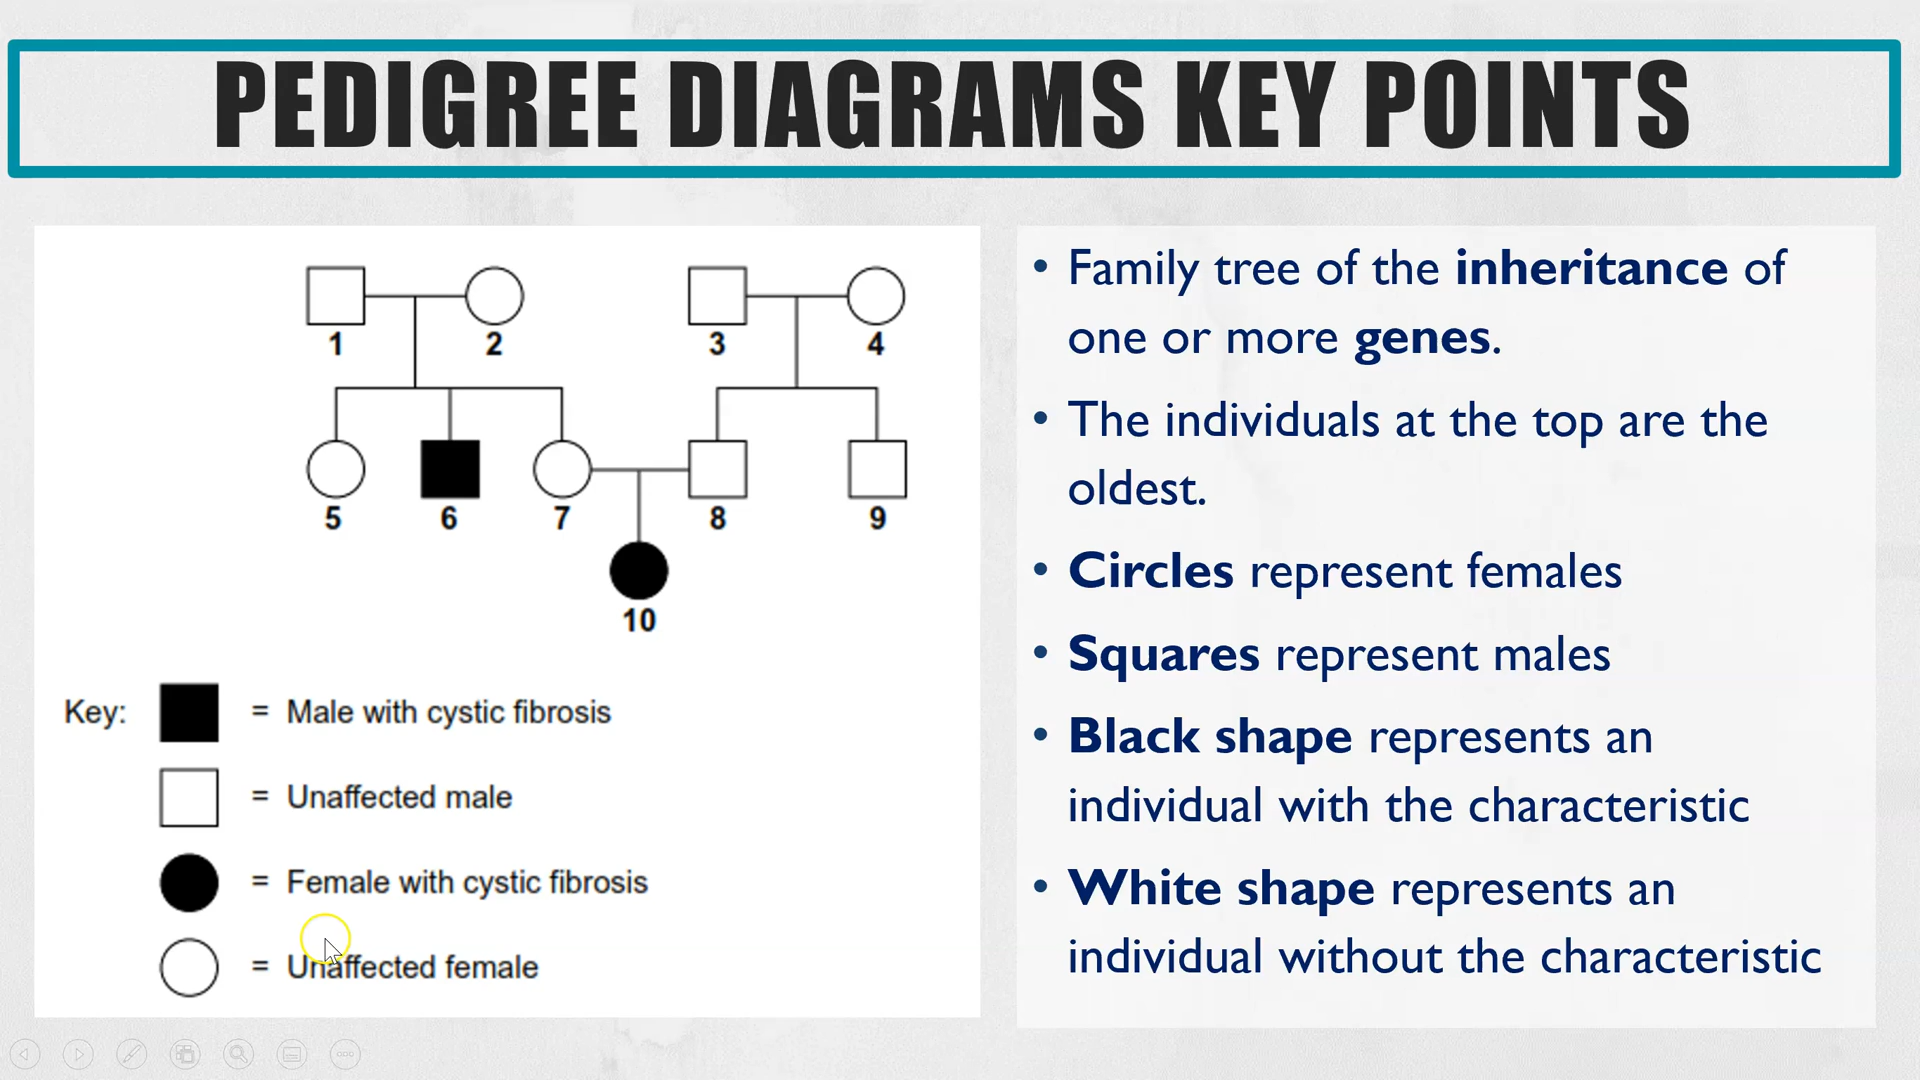 PEDIGREE DIAGRAMS KEY POINTS
1 2 3 4
5 6 7 8 9
10
Key: = Male with cystic fibrosis
= Unaffected male
= Female with cystic fibrosis
= Unaffected female
• Family tree of the inheritance of
one or more genes.
• The individuals at the top are the
oldest.
• Circles represent females
• Squares represent males
• Black shape represents an
individual with the characteristic
• White shape represents an
individual without the characteristic